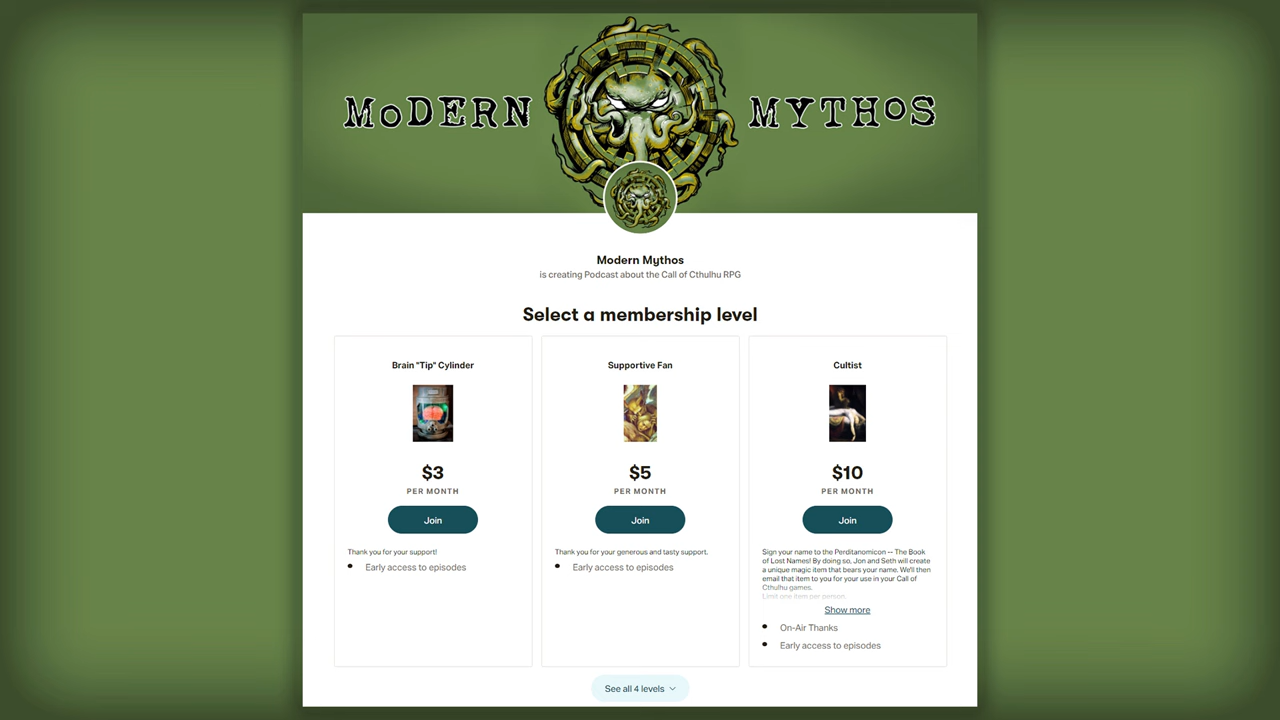 MoDERN MYTHoS
Modern Mythos
is creating Podcast about the Call of Cthulhu RPG
Select a membership level
Brain "Tip" Cylinder
$3
PER MONTH
Join
Thank you for your support!
Early access to episodes
Supportive Fan
$5
PER MONTH
Join
Thank you for your generous and tasty support.
Early access to episodes
Cultist
$10
PER MONTH
Join
Sign your name to the Perditanomicon -- The Book
of Lost Names! By doing so, Jon and Seth will create
a unique magic item that bears your name. We'll then
email that item to you for your use in your Call of
Cthulhu games.
Limit one item per person.
Show more
On-Air Thanks
Early access to episodes
See all 4 levels